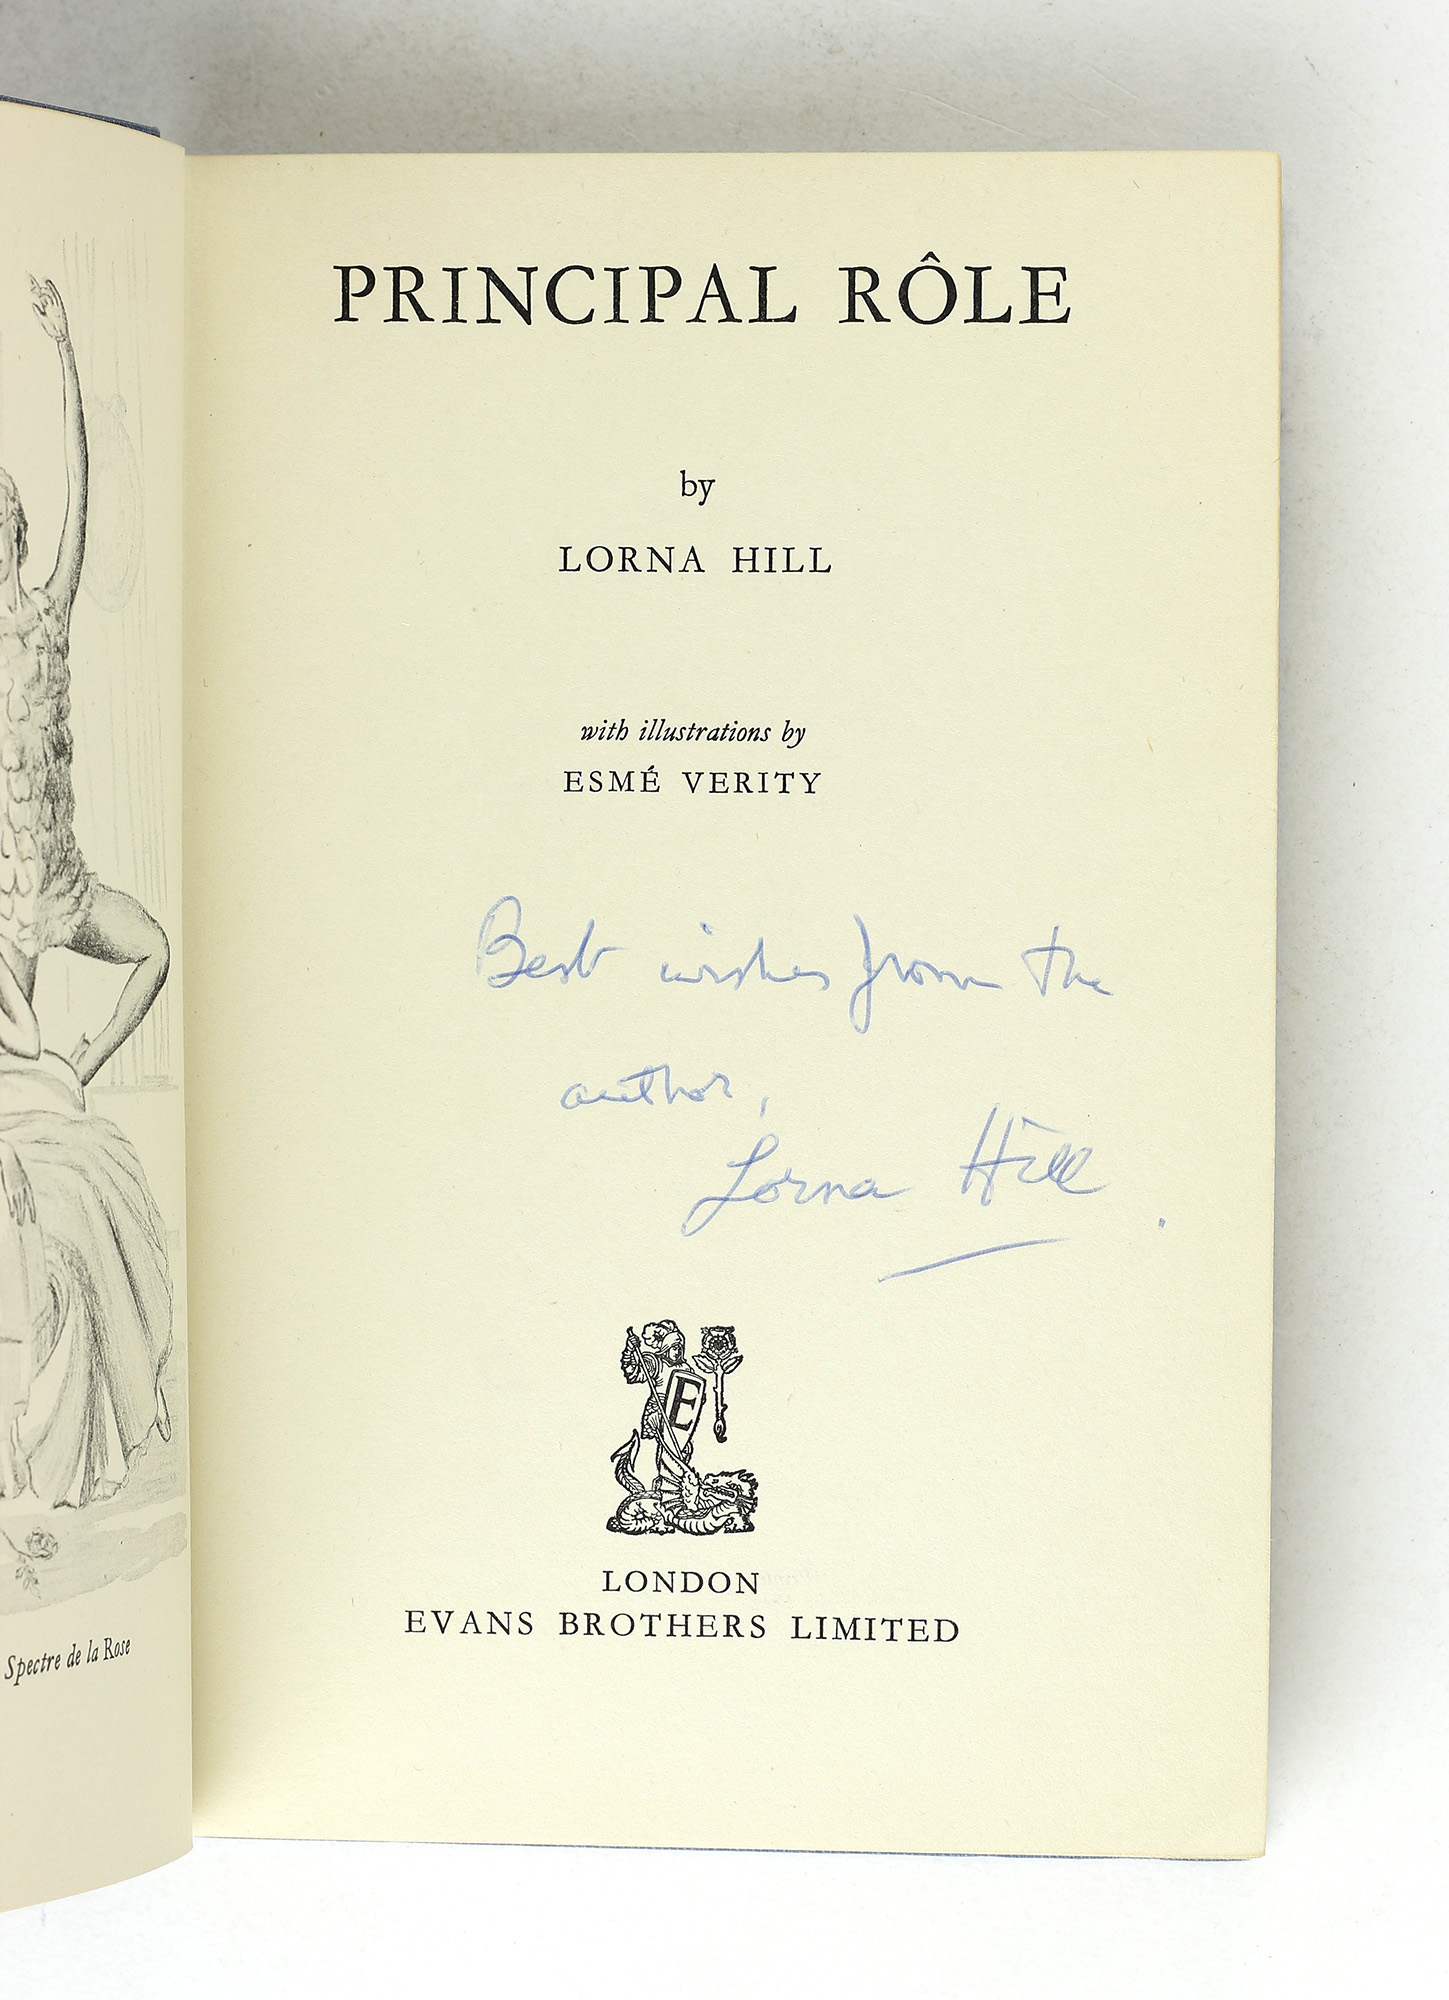 PRINCIPAL RÔLE
by
LORNA HILL
with illustrations by
ESMÉ VERITY
Best wishes from the
author,
Lorna Hill.
E
LONDON
EVANS BROTHERS LIMITED
Spectre de la Rose